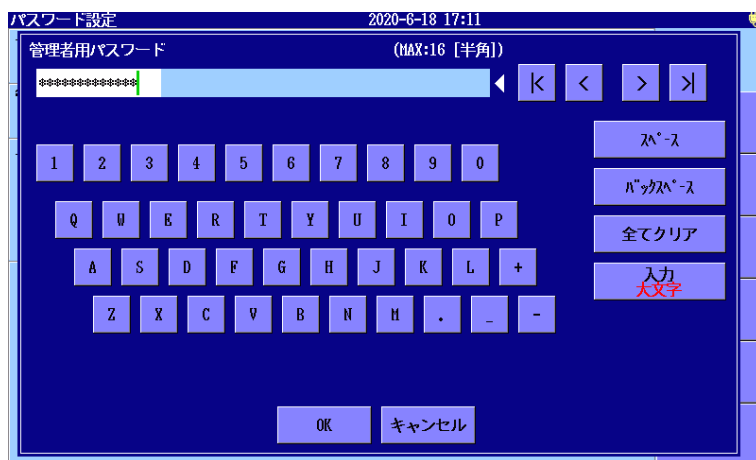 パスワード設定 2020-6-18 17:11
管理者用パスワード (MAX:16 [半角])
*************
|< < > >|
スペース
1 2 3 4 5 6 7 8 9 0
バックスペース
Q W E R T Y U I O P
全てクリア
A S D F G H J K L +
入力
大文字
Z X C V B N M . _ -
OK キャンセル